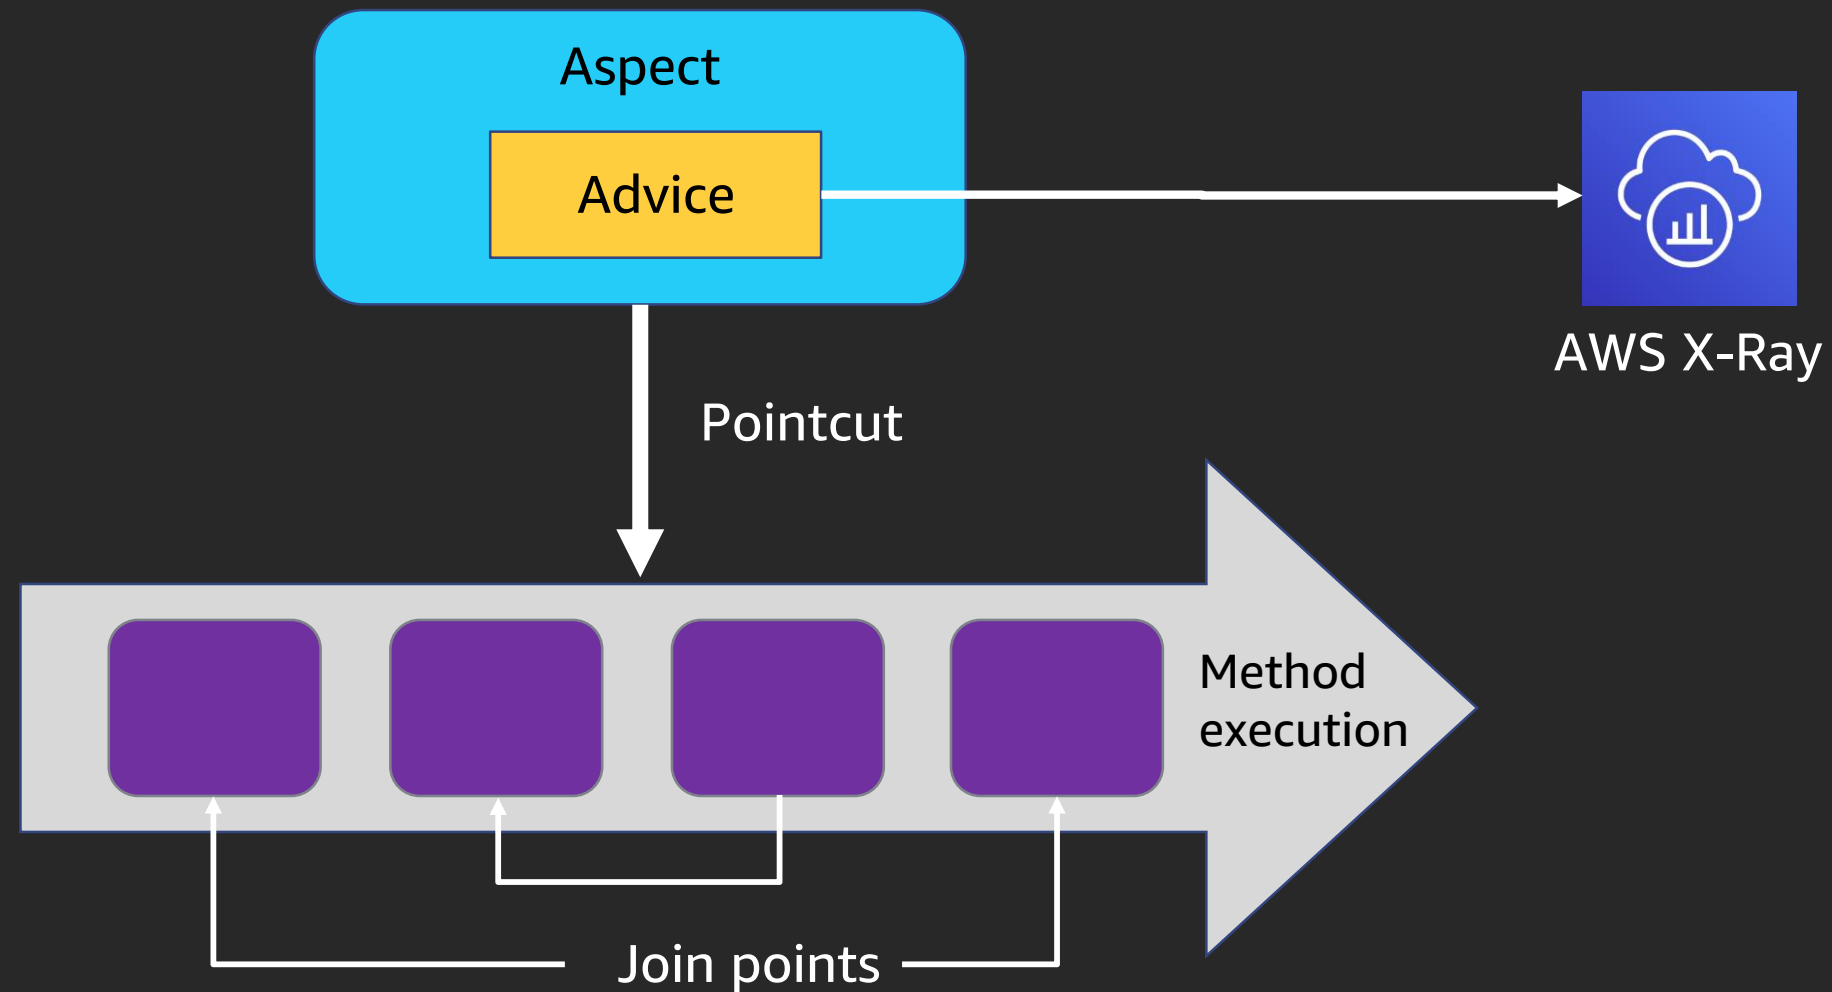 Aspect
Advice
AWS X-Ray
Pointcut
Method
execution
Join points